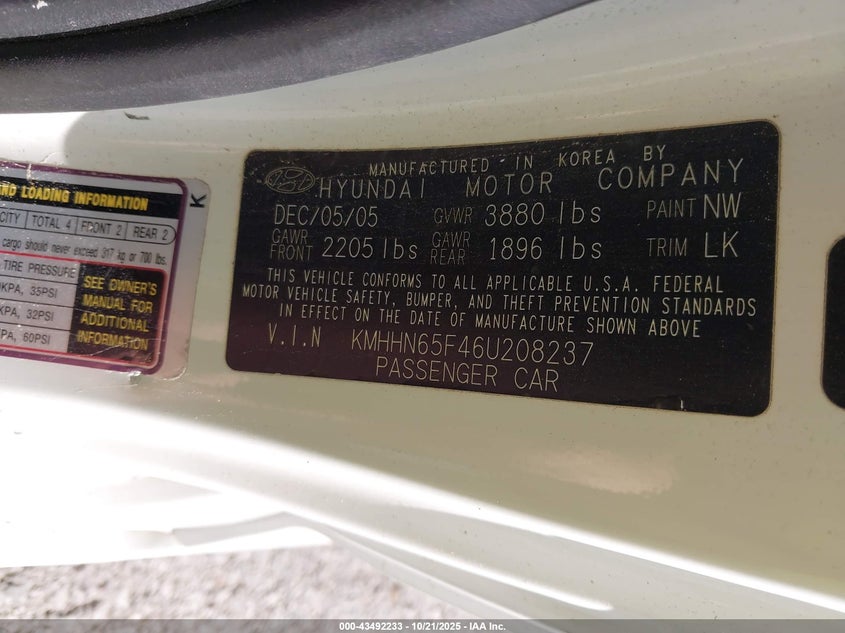 ND LOADING INFORMATION
CITY TOTAL 4 FRONT 2 REAR 2
cargo should never exceed 317 kg or 700 lbs.
TIRE PRESSURE
KPA, 35PSI
KPA, 32PSI
KPA, 60PSI
SEE OWNER'S
MANUAL FOR
ADDITIONAL
INFORMATION
K
MANUFACTURED IN KOREA BY
HYUNDAI MOTOR COMPANY
DEC/05/05 GVWR 3880 lbs PAINT NW
GAWR FRONT 2205 lbs GAWR REAR 1896 lbs TRIM LK
THIS VEHICLE CONFORMS TO ALL APPLICABLE U.S.A. FEDERAL
MOTOR VEHICLE SAFETY, BUMPER, AND THEFT PREVENTION STANDARDS
IN EFFECT ON THE DATE OF MANUFACTURE SHOWN ABOVE
V.I.N KMHHN65F46U208237
PASSENGER CAR
000-43492233 - 10/21/2025 - IAA Inc.